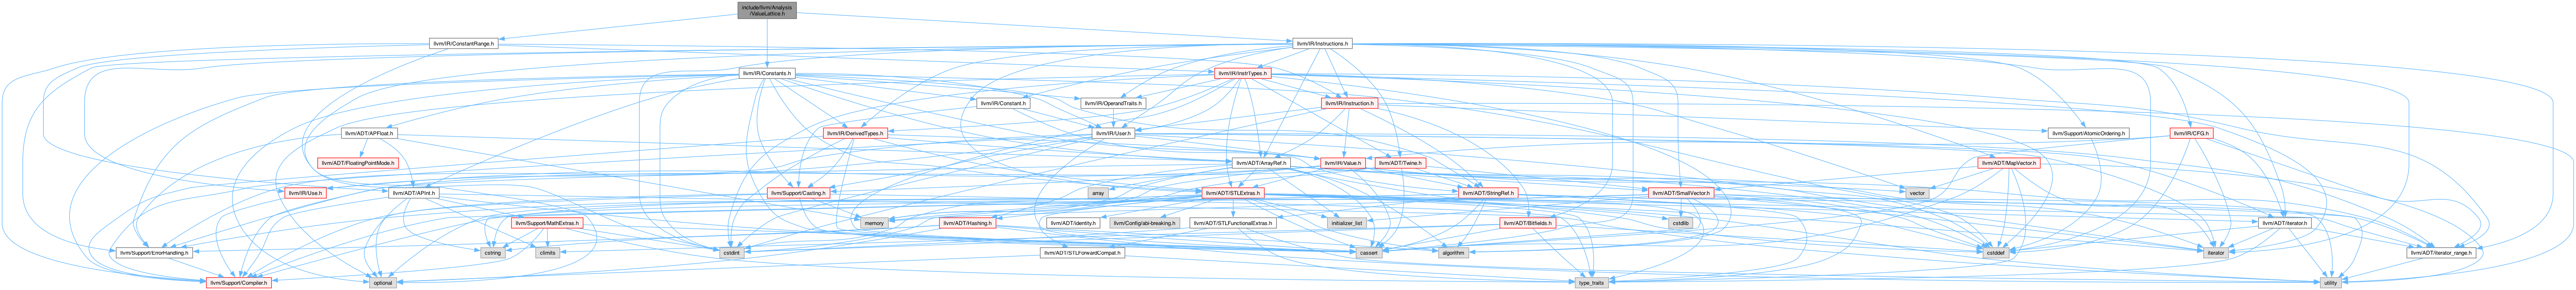 include/llvm/Analysis
/ValueLattice.h
llvm/IR/ConstantRange.h
llvm/IR/Instructions.h
llvm/IR/Constants.h
llvm/IR/InstrTypes.h
llvm/IR/Constant.h
llvm/IR/OperandTraits.h
llvm/IR/Instruction.h
llvm/ADT/APFloat.h
llvm/IR/DerivedTypes.h
llvm/IR/User.h
llvm/Support/AtomicOrdering.h
llvm/IR/CFG.h
llvm/ADT/FloatingPointMode.h
llvm/ADT/ArrayRef.h
llvm/IR/Value.h
llvm/ADT/Twine.h
llvm/ADT/MapVector.h
llvm/IR/Use.h
llvm/ADT/APInt.h
llvm/Support/Casting.h
array
llvm/ADT/STLExtras.h
llvm/ADT/StringRef.h
llvm/ADT/SmallVector.h
vector
llvm/Support/MathExtras.h
memory
llvm/ADT/Hashing.h
llvm/ADT/identity.h
llvm/Config/abi-breaking.h
llvm/ADT/STLFunctionalExtras.h
initializer_list
llvm/ADT/Bitfields.h
cstdlib
llvm/ADT/iterator.h
llvm/Support/ErrorHandling.h
cstring
climits
cstdint
llvm/ADT/STLForwardCompat.h
cassert
algorithm
cstddef
iterator
llvm/ADT/iterator_range.h
llvm/Support/Compiler.h
optional
type_traits
utility